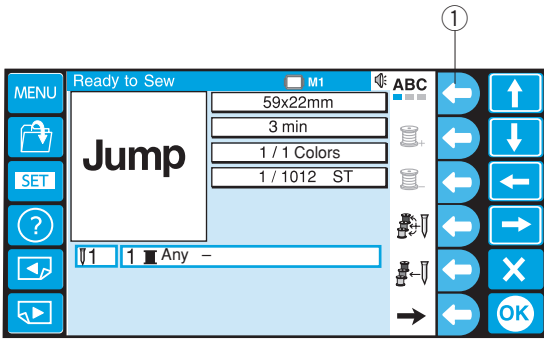 1
MENU
Ready to Sew
M1
ABC
59x22mm
3 min
Jump
1 / 1 Colors
SET
1 / 1012 ST
?
1
1 Any –
X
OK